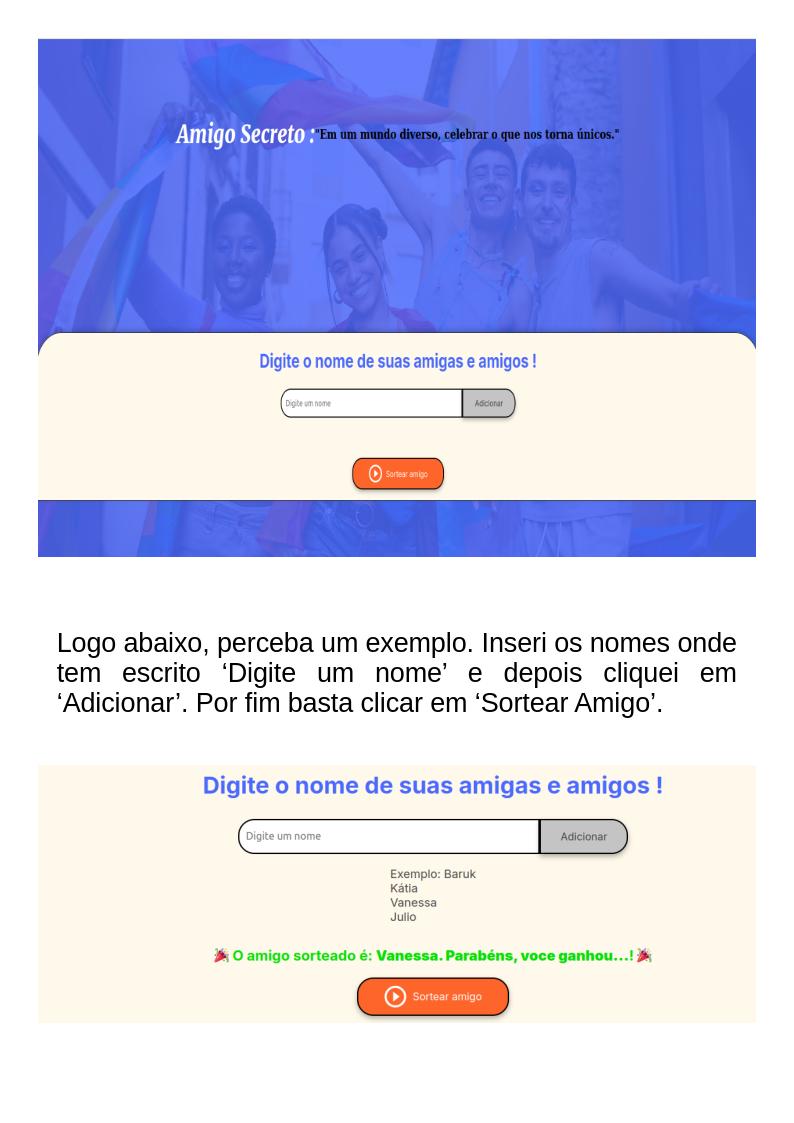 Amigo Secreto :"Em um mundo diverso, celebrar o que nos torna únicos."
Digite o nome de suas amigas e amigos !
Digite um nome Adicionar
Sortear amigo
Logo abaixo, perceba um exemplo. Inseri os nomes onde
tem escrito ‘Digite um nome’ e depois cliquei em
‘Adicionar’. Por fim basta clicar em ‘Sortear Amigo’.
Digite o nome de suas amigas e amigos !
Digite um nome Adicionar
Exemplo: Baruk
Kátia
Vanessa
Julio
🎉 O amigo sorteado é: Vanessa. Parabéns, voce ganhou...! 🎉
Sortear amigo